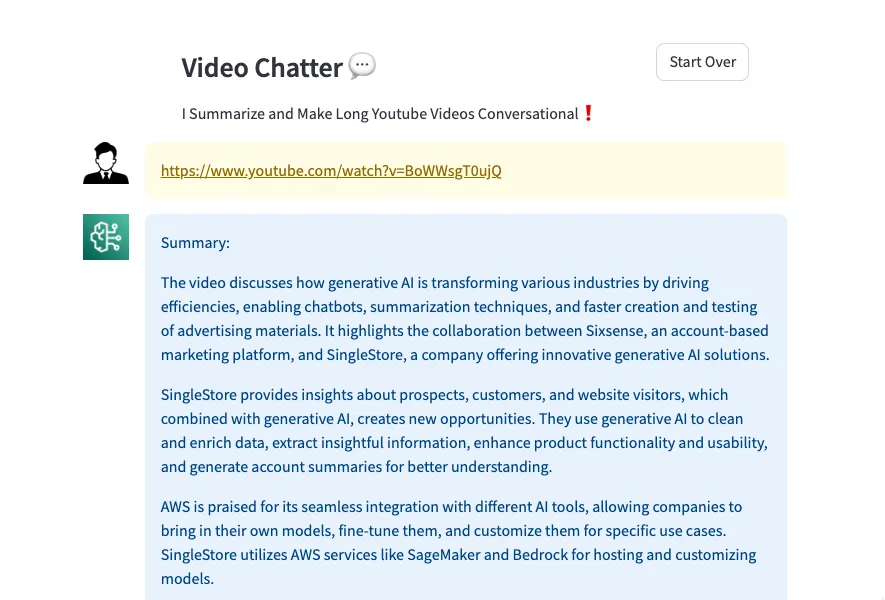 Video Chatter 💬
Start Over
I Summarize and Make Long Youtube Videos Conversational❗
https://www.youtube.com/watch?v=BoWWsgT0ujQ
Summary:
The video discusses how generative AI is transforming various industries by driving
efficiencies, enabling chatbots, summarization techniques, and faster creation and testing
of advertising materials. It highlights the collaboration between Sixsense, an account-based
marketing platform, and SingleStore, a company offering innovative generative AI solutions.
SingleStore provides insights about prospects, customers, and website visitors, which
combined with generative AI, creates new opportunities. They use generative AI to clean
and enrich data, extract insightful information, enhance product functionality and usability,
and generate account summaries for better understanding.
AWS is praised for its seamless integration with different AI tools, allowing companies to
bring in their own models, fine-tune them, and customize them for specific use cases.
SingleStore utilizes AWS services like SageMaker and Bedrock for hosting and customizing
models.